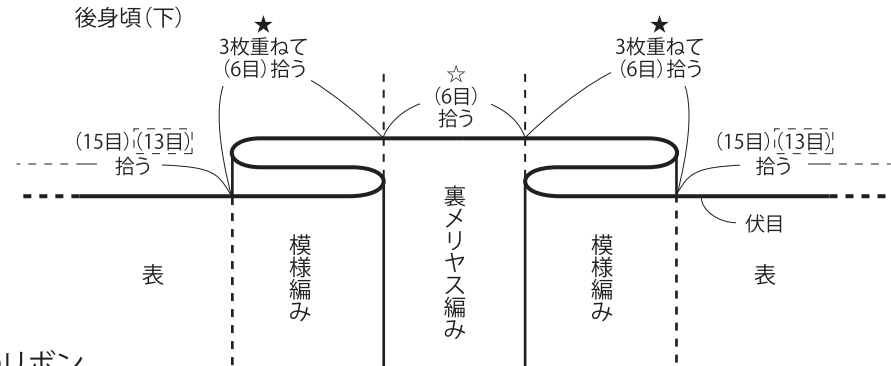 後身頃(下)
★
3枚重ねて
(6目)拾う
☆
(6目)
拾う
★
3枚重ねて
(6目)拾う
(15目)(13目)
拾う
(15目)(13目)
拾う
伏目
表
模様編み
裏メリヤス編み
模様編み
表
リボン